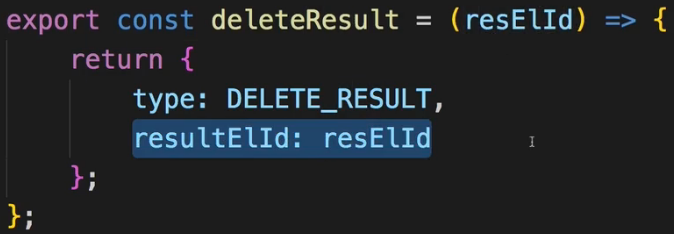 export const deleteResult = (resElId) => {
return {
type: DELETE_RESULT,
resultElId: resElId
};
};